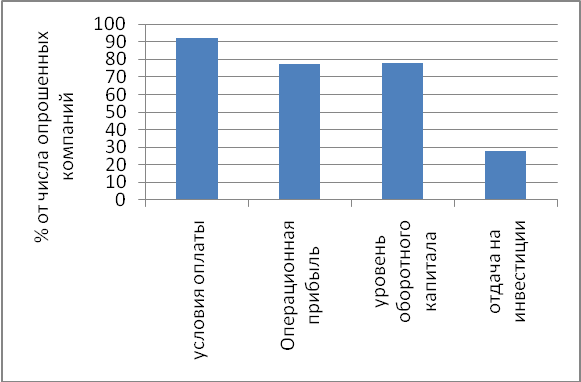 % от числа опрошенных
компаний
100
90
80
70
60
50
40
30
20
10
0
условия оплаты
Операционная
прибыль
уровень
оборотного
капитала
отдача на
инвестиции